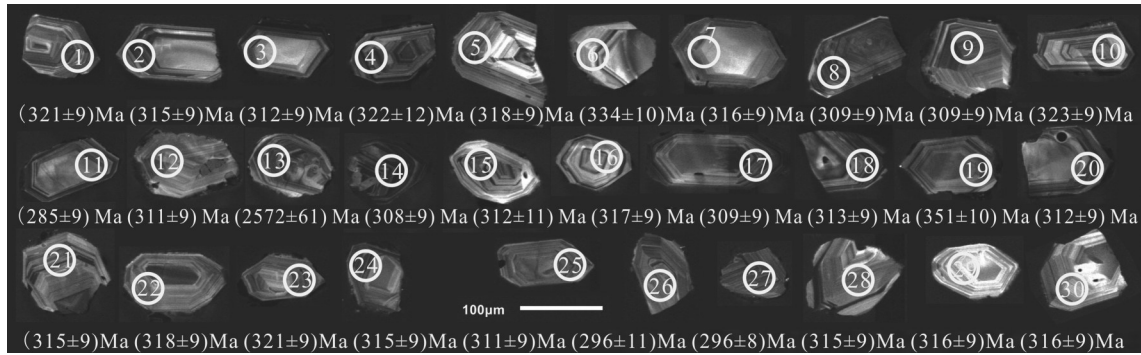 1 2 3 4 5 6 7 8 9 10
(321±9)Ma (315±9)Ma (312±9)Ma (322±12)Ma (318±9)Ma (334±10)Ma (316±9)Ma (309±9)Ma (309±9)Ma (323±9)Ma
11 12 13 14 15 16 17 18 19 20
(285±9)Ma (311±9)Ma (2572±61)Ma (308±9)Ma (312±11)Ma (317±9)Ma (309±9)Ma (313±9)Ma (351±10)Ma (312±9)Ma
21 22 23 24 25 26 27 28 29 30
100μm
(315±9)Ma (318±9)Ma (321±9)Ma (315±9)Ma (311±9)Ma (296±11)Ma (296±8)Ma (315±9)Ma (316±9)Ma (316±9)Ma